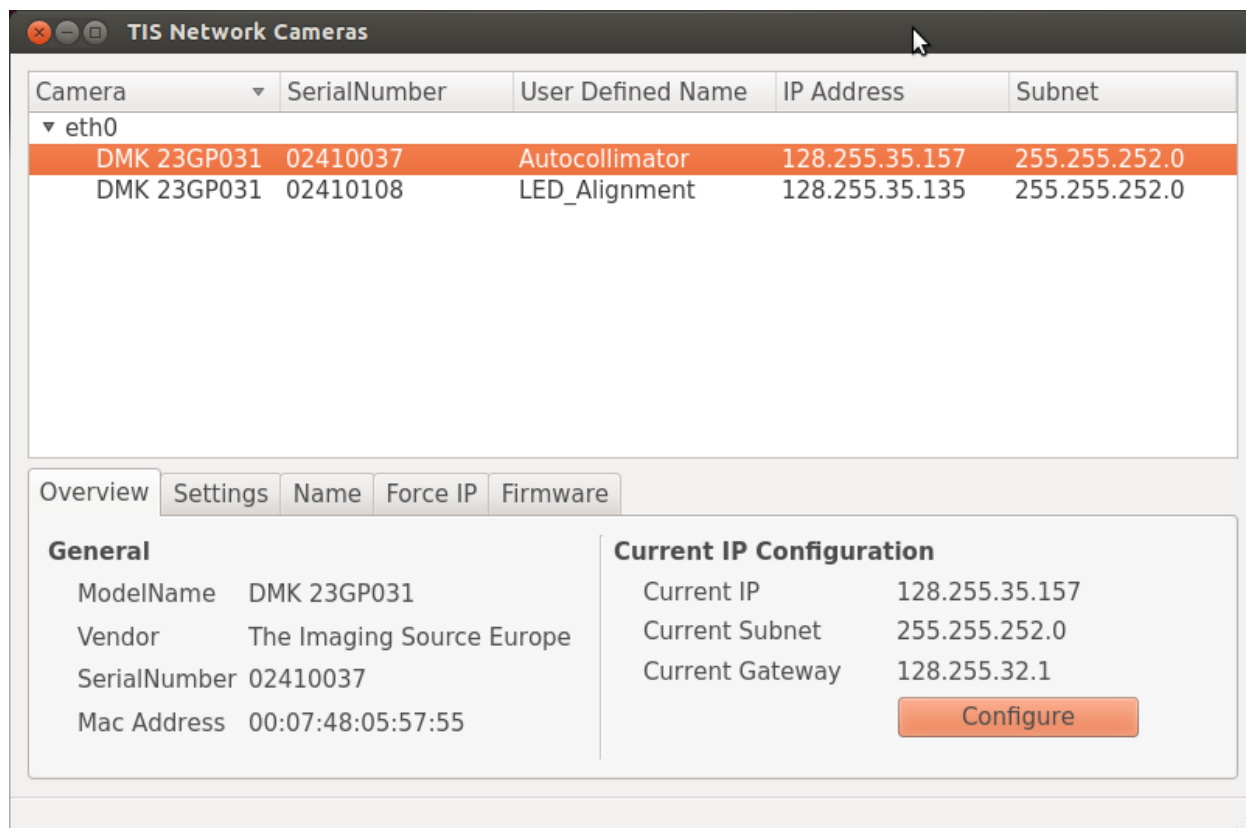 TIS Network Cameras
Camera SerialNumber User Defined Name IP Address Subnet
eth0
DMK 23GP031 02410037 Autocollimator 128.255.35.157 255.255.252.0
DMK 23GP031 02410108 LED_Alignment 128.255.35.135 255.255.252.0
Overview Settings Name Force IP Firmware
General
ModelName DMK 23GP031
Vendor The Imaging Source Europe
SerialNumber 02410037
Mac Address 00:07:48:05:57:55
Current IP Configuration
Current IP 128.255.35.157
Current Subnet 255.255.252.0
Current Gateway 128.255.32.1
Configure